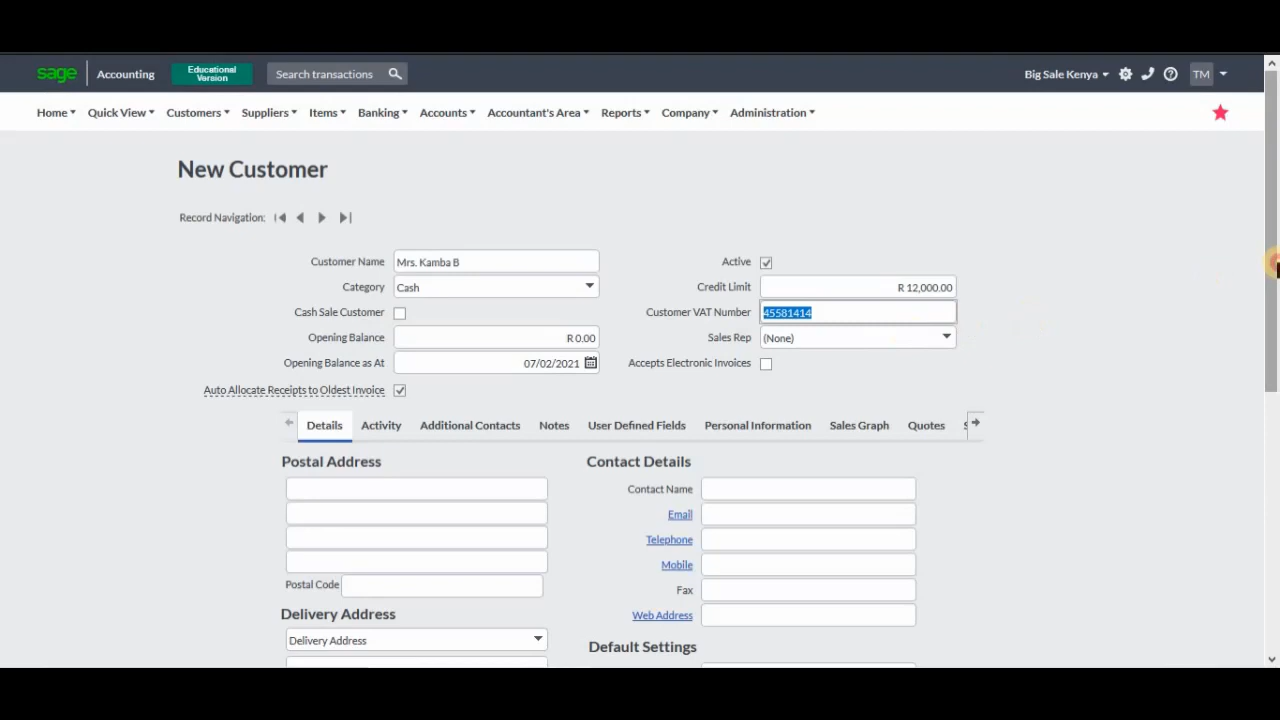 sage Accounting Educational Version Search transactions Big Sale Kenya TM
Home Quick View Customers Suppliers Items Banking Accounts Accountant's Area Reports Company Administration
New Customer
Record Navigation:
Customer Name Mrs. Kamba B Active
Category Cash Credit Limit R 12,000.00
Cash Sale Customer Customer VAT Number 45581414
Opening Balance R 0.00 Sales Rep (None)
Opening Balance as At 07/02/2021 Accepts Electronic Invoices
Auto Allocate Receipts to Oldest Invoice
Details Activity Additional Contacts Notes User Defined Fields Personal Information Sales Graph Quotes
Postal Address Contact Details
Contact Name
Email
Telephone
Mobile
Postal Code Fax
Delivery Address Web Address
Delivery Address Default Settings